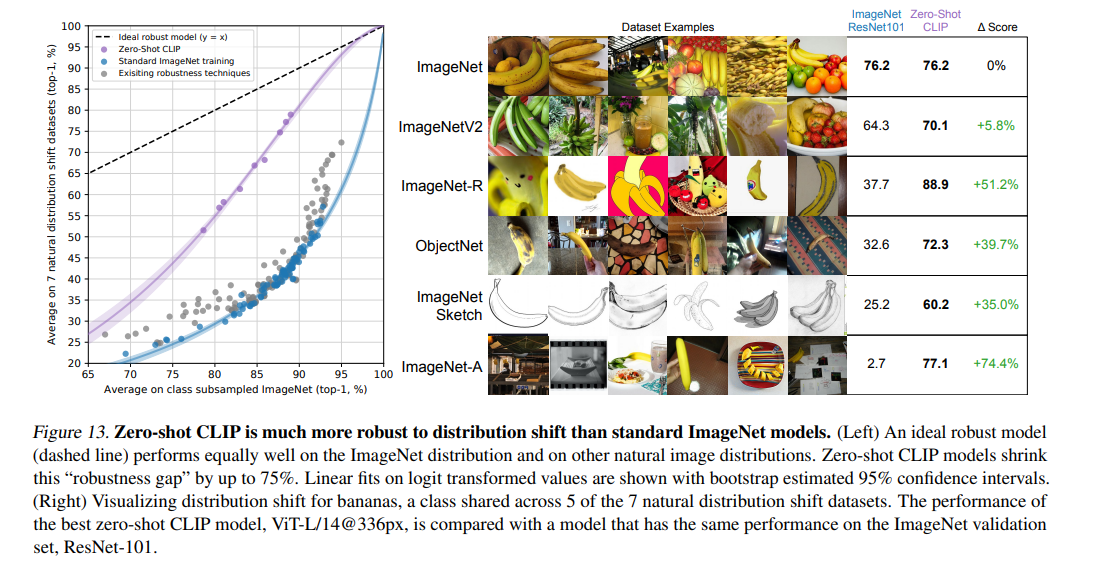 Average on 7 natural distribution shift datasets (top-1, %)
100
95
90
85
80
75
70
65
60
55
50
45
40
35
30
25
20
Ideal robust model (y = x)
Zero-Shot CLIP
Standard ImageNet training
Exisiting robustness techniques
65 70 75 80 85 90 95 100
Average on class subsampled ImageNet (top-1, %)
Dataset Examples
ImageNet
ResNet101
Zero-Shot
CLIP
Δ Score
ImageNet 76.2 76.2 0%
ImageNetV2 64.3 70.1 +5.8%
ImageNet-R 37.7 88.9 +51.2%
ObjectNet 32.6 72.3 +39.7%
ImageNet
Sketch 25.2 60.2 +35.0%
ImageNet-A 2.7 77.1 +74.4%
Figure 13. Zero-shot CLIP is much more robust to distribution shift than standard ImageNet models. (Left) An ideal robust model
(dashed line) performs equally well on the ImageNet distribution and on other natural image distributions. Zero-shot CLIP models shrink
this “robustness gap” by up to 75%. Linear fits on logit transformed values are shown with bootstrap estimated 95% confidence intervals.
(Right) Visualizing distribution shift for bananas, a class shared across 5 of the 7 natural distribution shift datasets. The performance of
the best zero-shot CLIP model, ViT-L/14@336px, is compared with a model that has the same performance on the ImageNet validation
set, ResNet-101.